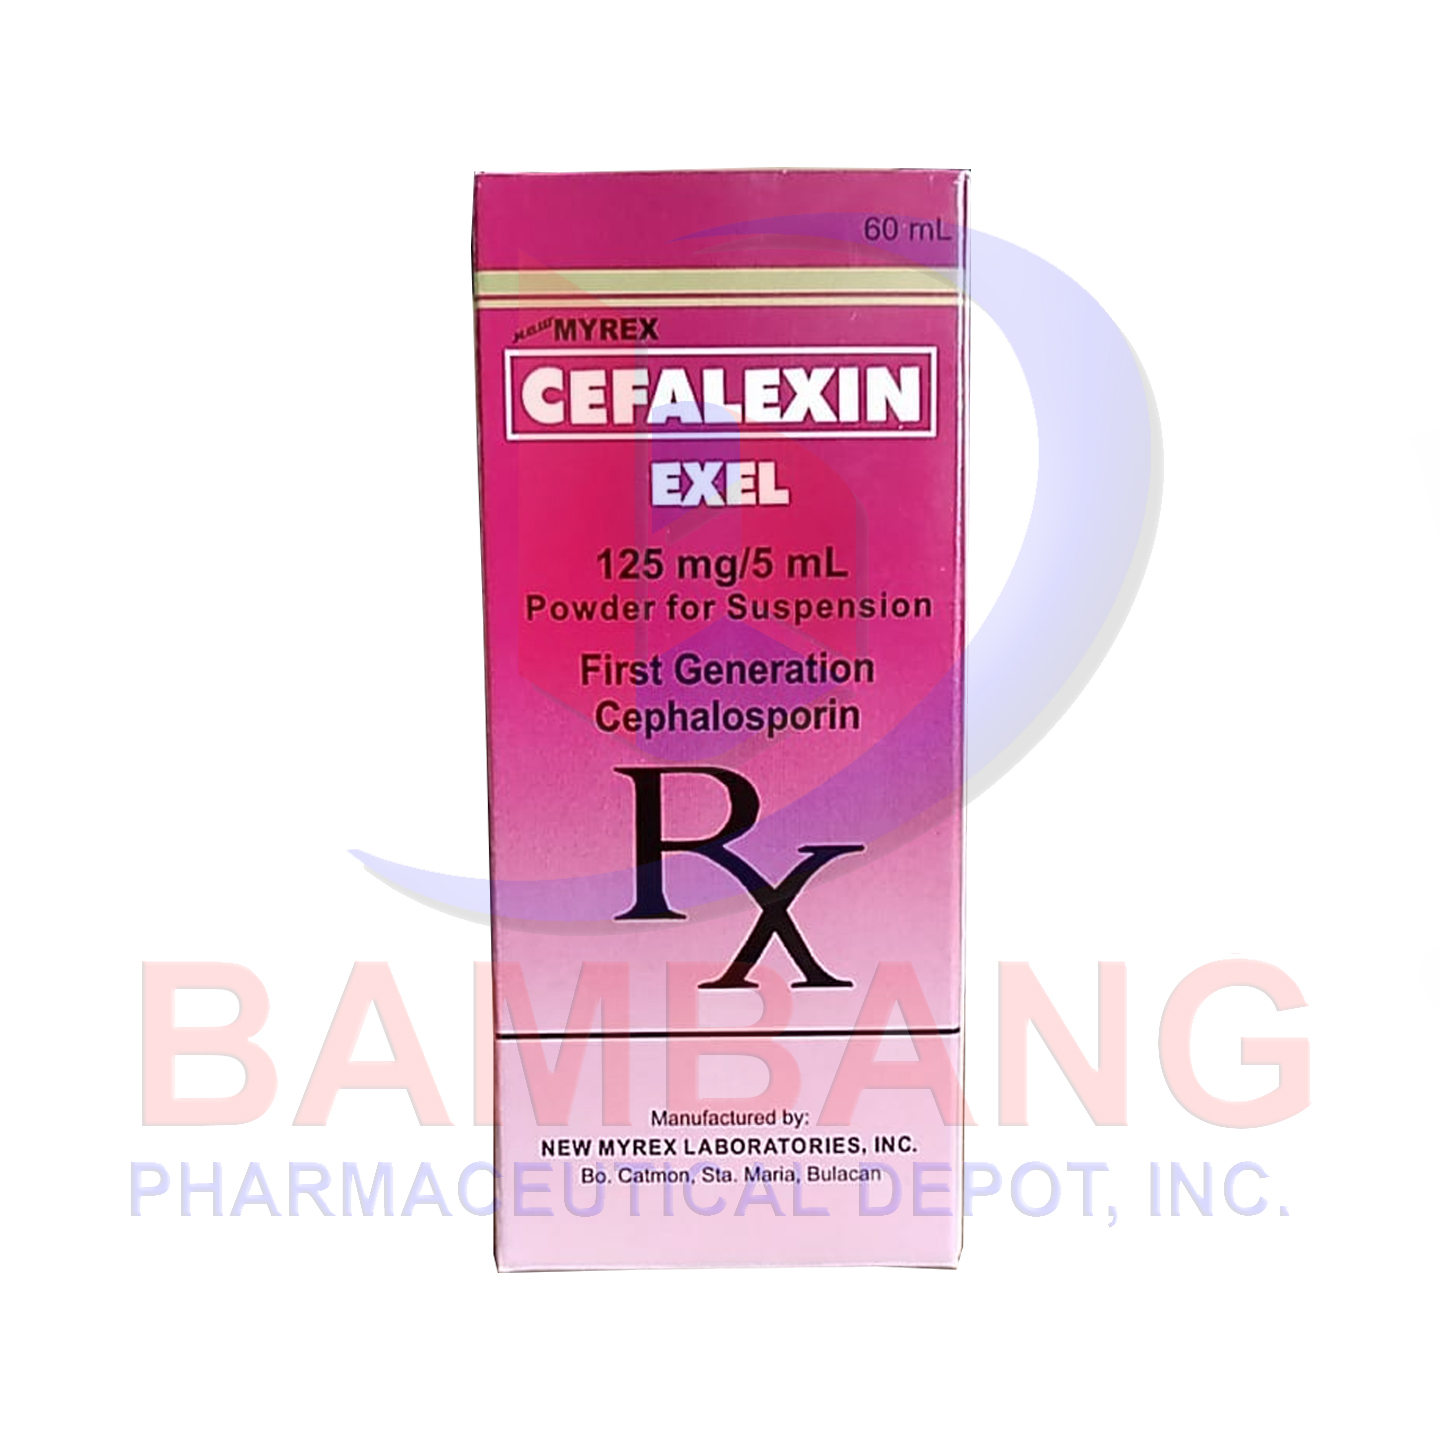 60 mL
New MYREX
CEFALEXIN
EXEL
125 mg/5 mL
Powder for Suspension
First Generation
Cephalosporin
Rx
BAMBANG
Manufactured by:
NEW MYREX LABORATORIES, INC.
Bo. Catmon, Sta. Maria, Bulacan
PHARMACEUTICAL DEPOT, INC.